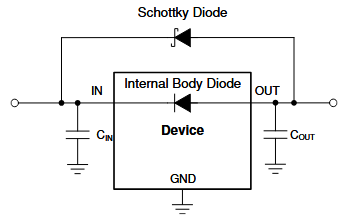 Schottky Diode
IN
Internal Body Diode
OUT
CIN
Device
COUT
GND